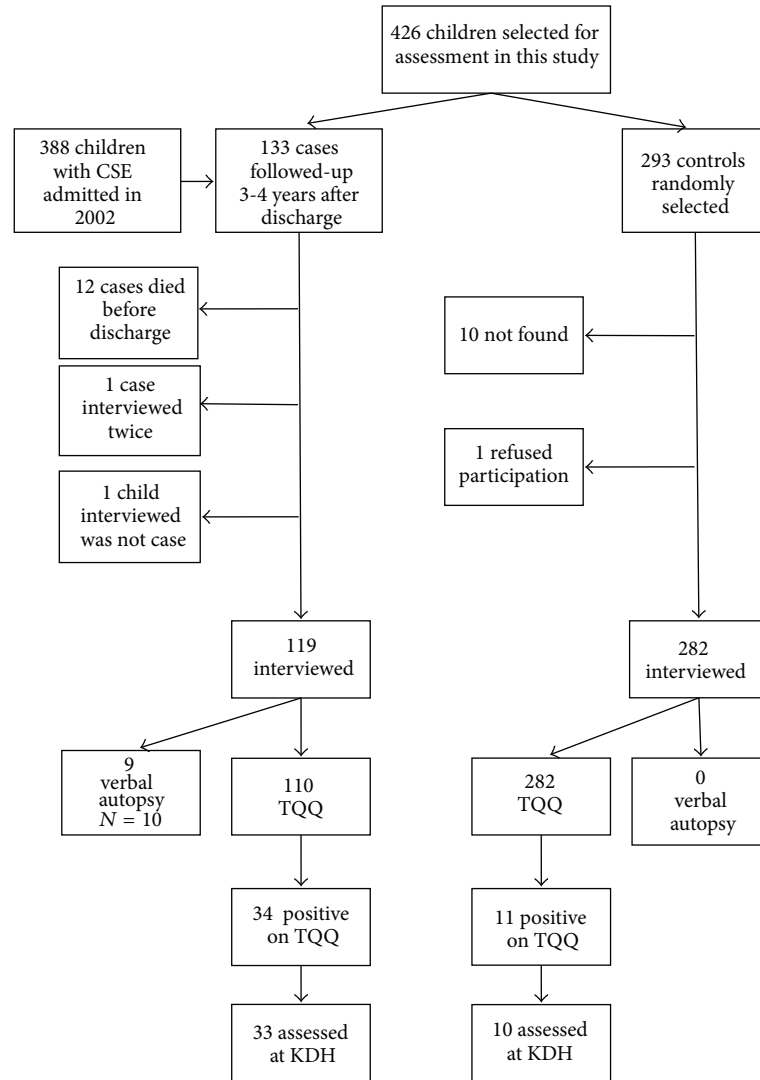 426 children selected for
assessment in this study
388 children
with CSE
admitted in
2002
133 cases
followed-up
3-4 years after
discharge
293 controls
randomly
selected
12 cases died
before
discharge
10 not found
1 case
interviewed
twice
1 refused
participation
1 child
interviewed
was not case
119
interviewed
282
interviewed
9
verbal
autopsy
N = 10
110
TQQ
282
TQQ
0
verbal
autopsy
34 positive
on TQQ
11 positive
on TQQ
33 assessed
at KDH
10 assessed
at KDH